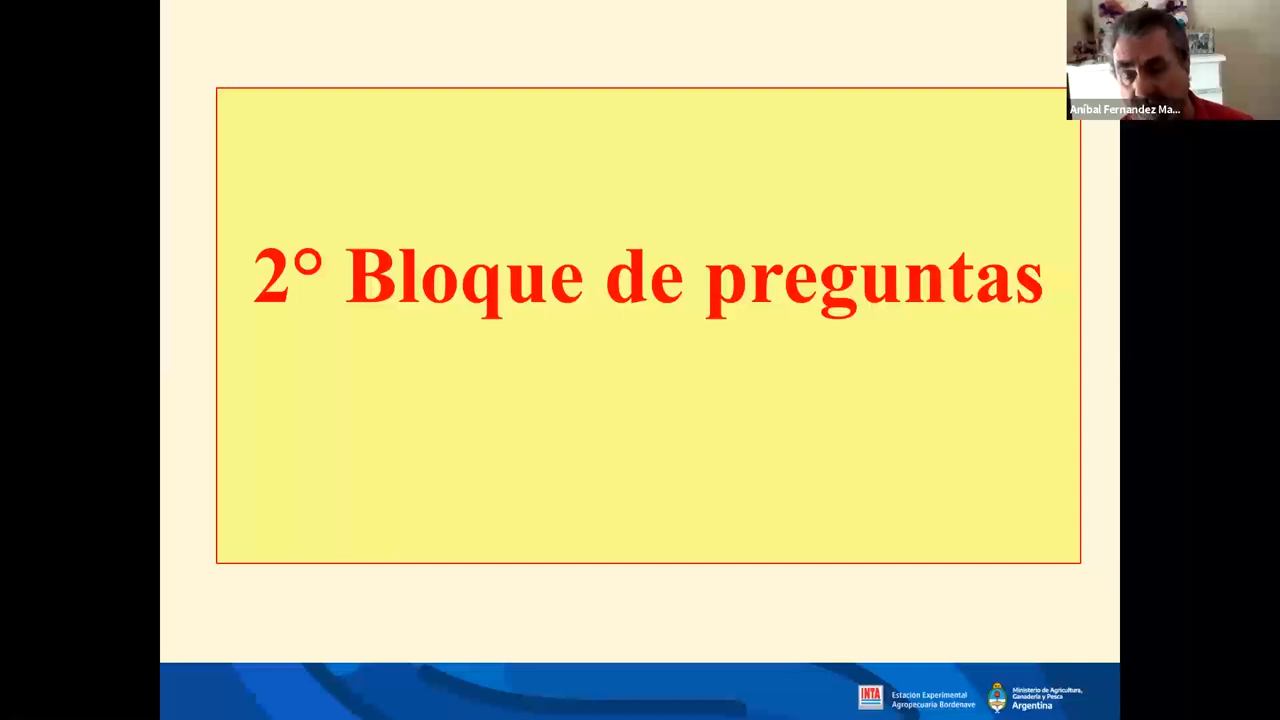 Aníbal Fernandez Ma...
2° Bloque de preguntas
INTA
Estación Experimental
Agropecuaria Bordenave
Ministerio de Agricultura,
Ganadería y Pesca
Argentina